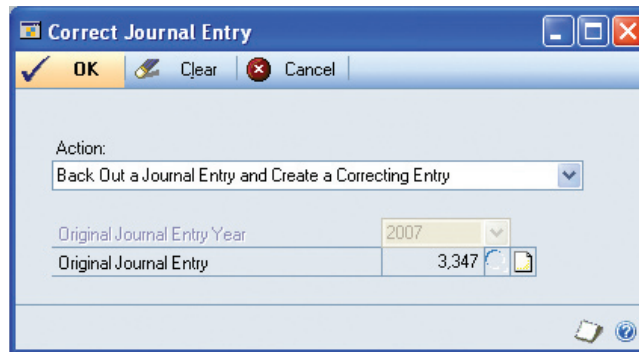 Correct Journal Entry
OK Clear Cancel
Action:
Back Out a Journal Entry and Create a Correcting Entry
Original Journal Entry Year 2007
Original Journal Entry 3,347